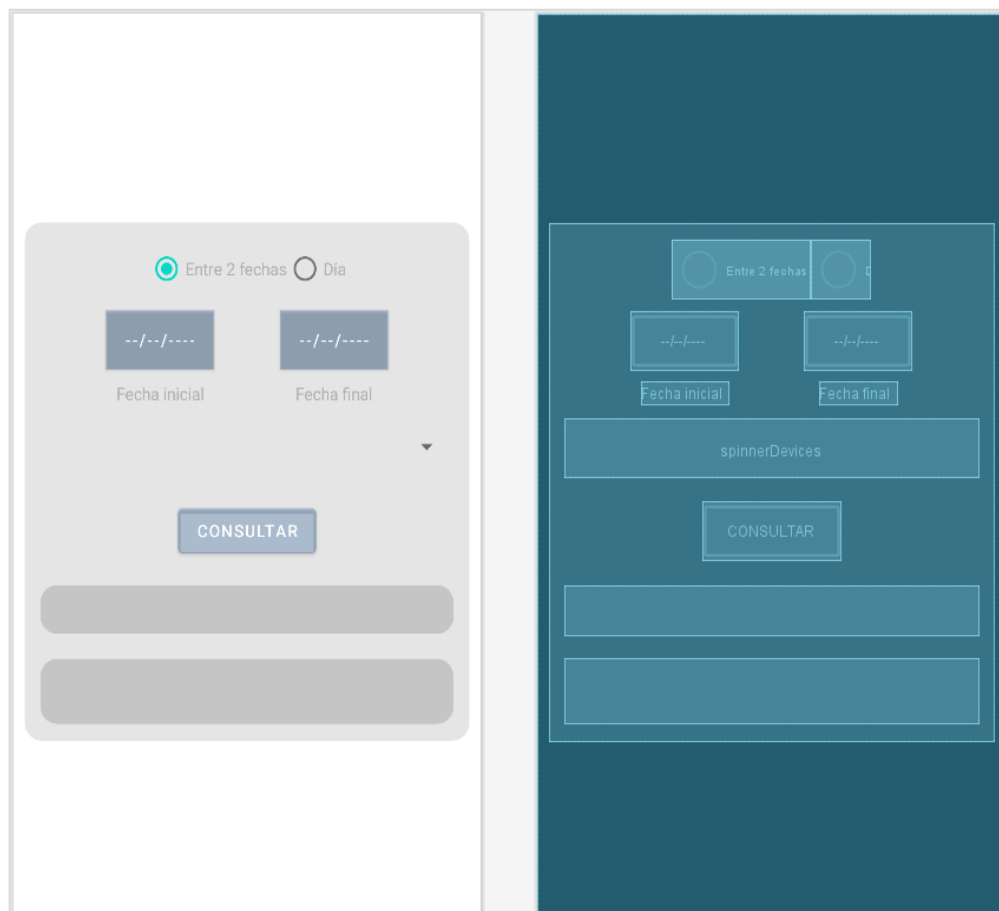 Entre 2 fechas Día
--/--/---- --/--/----
Fecha inicial Fecha final
CONSULTAR
Entre 2 fechas D
--/--/---- --/--/----
Fecha inicial Fecha final
spinnerDevices
CONSULTAR